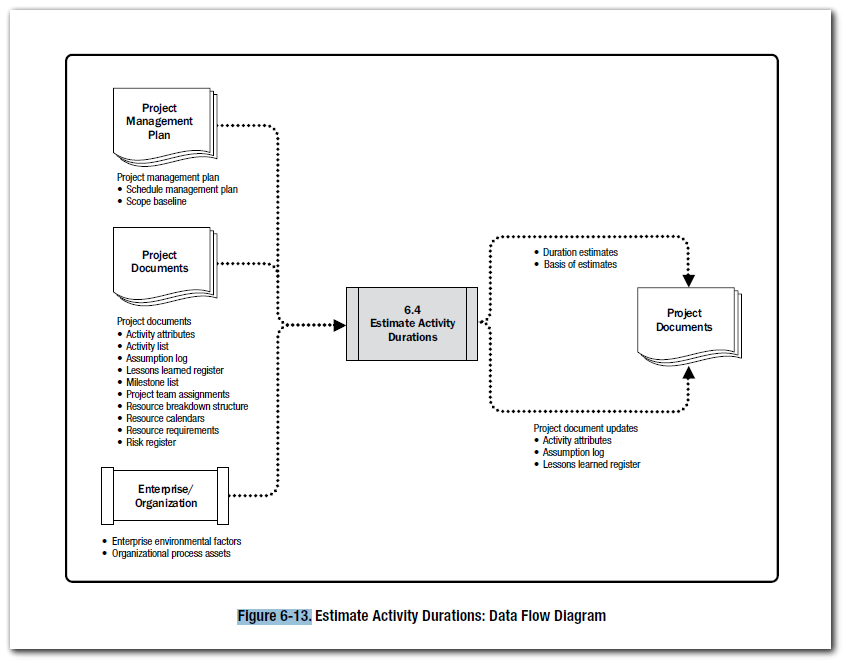 Project
Management
Plan
Project management plan
• Schedule management plan
• Scope baseline
Project
Documents
Project documents
• Activity attributes
• Activity list
• Assumption log
• Lessons learned register
• Milestone list
• Project team assignments
• Resource breakdown structure
• Resource calendars
• Resource requirements
• Risk register
Enterprise/
Organization
• Enterprise environmental factors
• Organizational process assets
6.4
Estimate Activity
Durations
• Duration estimates
• Basis of estimates
Project
Documents
Project document updates
• Activity attributes
• Assumption log
• Lessons learned register
Figure 6-13. Estimate Activity Durations: Data Flow Diagram